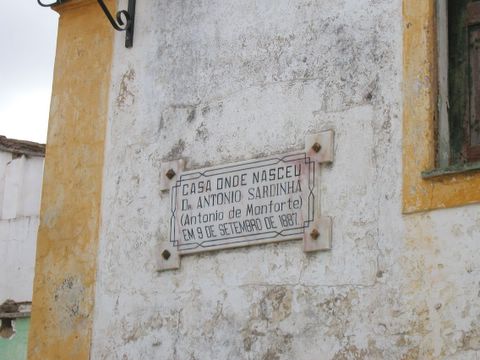 CASA ONDE NASCEU
DR. ANTONIO SARDINHA
(Antonio de Monforte)
EM 9 DE SETEMBRO DE 1887